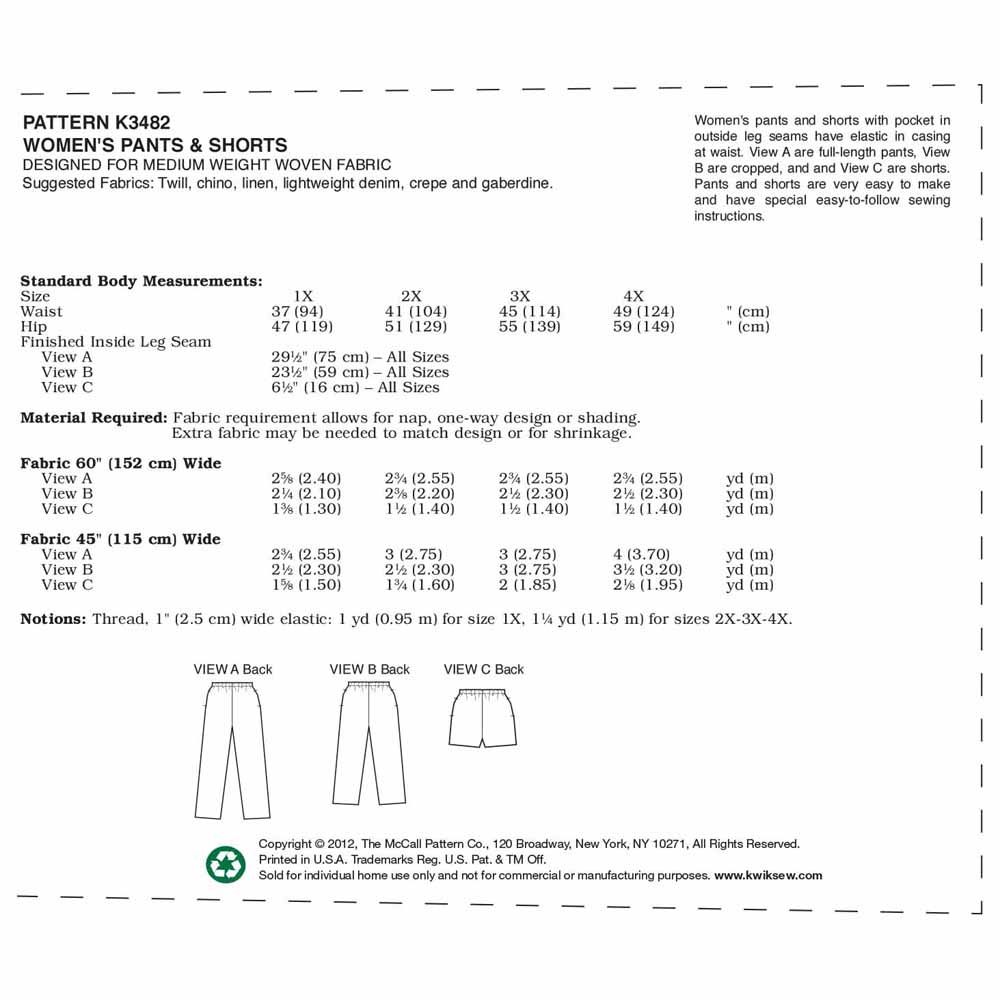 PATTERN K3482
WOMEN'S PANTS & SHORTS
DESIGNED FOR MEDIUM WEIGHT WOVEN FABRIC
Suggested Fabrics: Twill, chino, linen, lightweight denim, crepe and gaberdine.
Women's pants and shorts with pocket in
outside leg seams have elastic in casing
at waist. View A are full-length pants, View
B are cropped, and and View C are shorts.
Pants and shorts are very easy to make
and have special easy-to-follow sewing
instructions.
Standard Body Measurements:
Size 1X 2X 3X 4X
Waist 37 (94) 41 (104) 45 (114) 49 (124) " (cm)
Hip 47 (119) 51 (129) 55 (139) 59 (149) " (cm)
Finished Inside Leg Seam
View A 29½" (75 cm) – All Sizes
View B 23½" (59 cm) – All Sizes
View C 6½" (16 cm) – All Sizes
Material Required: Fabric requirement allows for nap, one-way design or shading.
Extra fabric may be needed to match design or for shrinkage.
Fabric 60" (152 cm) Wide
View A 2⅝ (2.40) 2¾ (2.55) 2¾ (2.55) 2¾ (2.55) yd (m)
View B 2¼ (2.10) 2⅜ (2.20) 2½ (2.30) 2½ (2.30) yd (m)
View C 1⅜ (1.30) 1½ (1.40) 1½ (1.40) 1½ (1.40) yd (m)
Fabric 45" (115 cm) Wide
View A 2¾ (2.55) 3 (2.75) 3 (2.75) 4 (3.70) yd (m)
View B 2½ (2.30) 2½ (2.30) 3 (2.75) 3½ (3.20) yd (m)
View C 1⅝ (1.50) 1¾ (1.60) 2 (1.85) 2⅛ (1.95) yd (m)
Notions: Thread, 1" (2.5 cm) wide elastic: 1 yd (0.95 m) for size 1X, 1¼ yd (1.15 m) for sizes 2X-3X-4X.
VIEW A Back VIEW B Back VIEW C Back
Copyright © 2012, The McCall Pattern Co., 120 Broadway, New York, NY 10271, All Rights Reserved.
Printed in U.S.A. Trademarks Reg. U.S. Pat. & TM Off.
Sold for individual home use only and not for commercial or manufacturing purposes. www.kwiksew.com